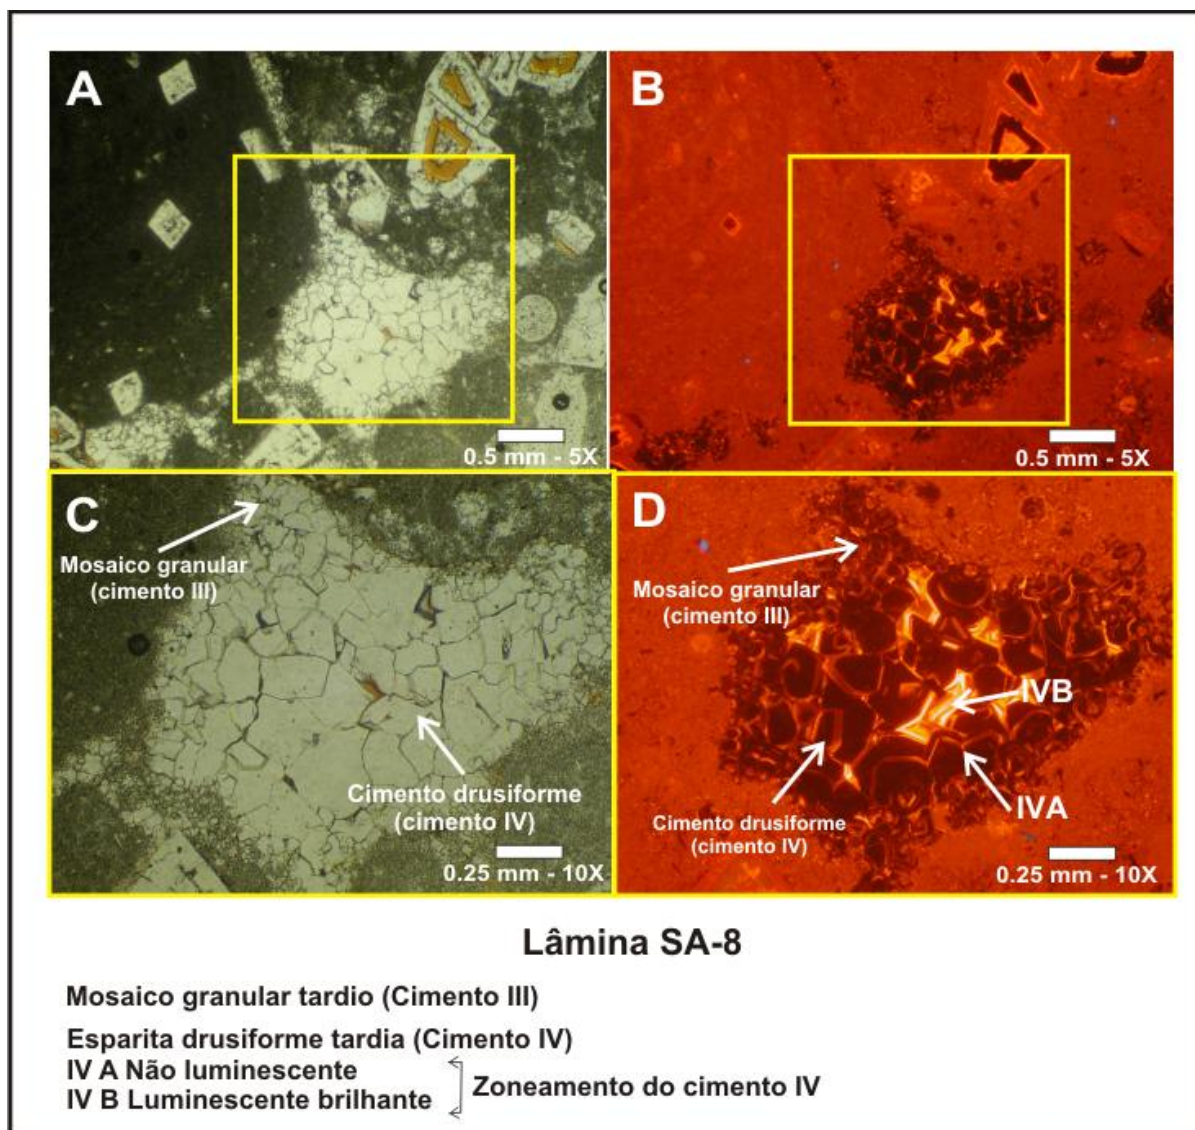 A
B
0.5 mm - 5X
0.5 mm - 5X
C
D
Mosaico granular
(cimento III)
Mosaico granular
(cimento III)
IVB
Cimento drusiforme
(cimento IV)
IVA
Cimento drusiforme
(cimento IV)
0.25 mm - 10X
0.25 mm - 10X
Lâmina SA-8
Mosaico granular tardio (Cimento III)
Esparita drusiforme tardia (Cimento IV)
IV A Não luminescente
IV B Luminescente brilhante
Zoneamento do cimento IV